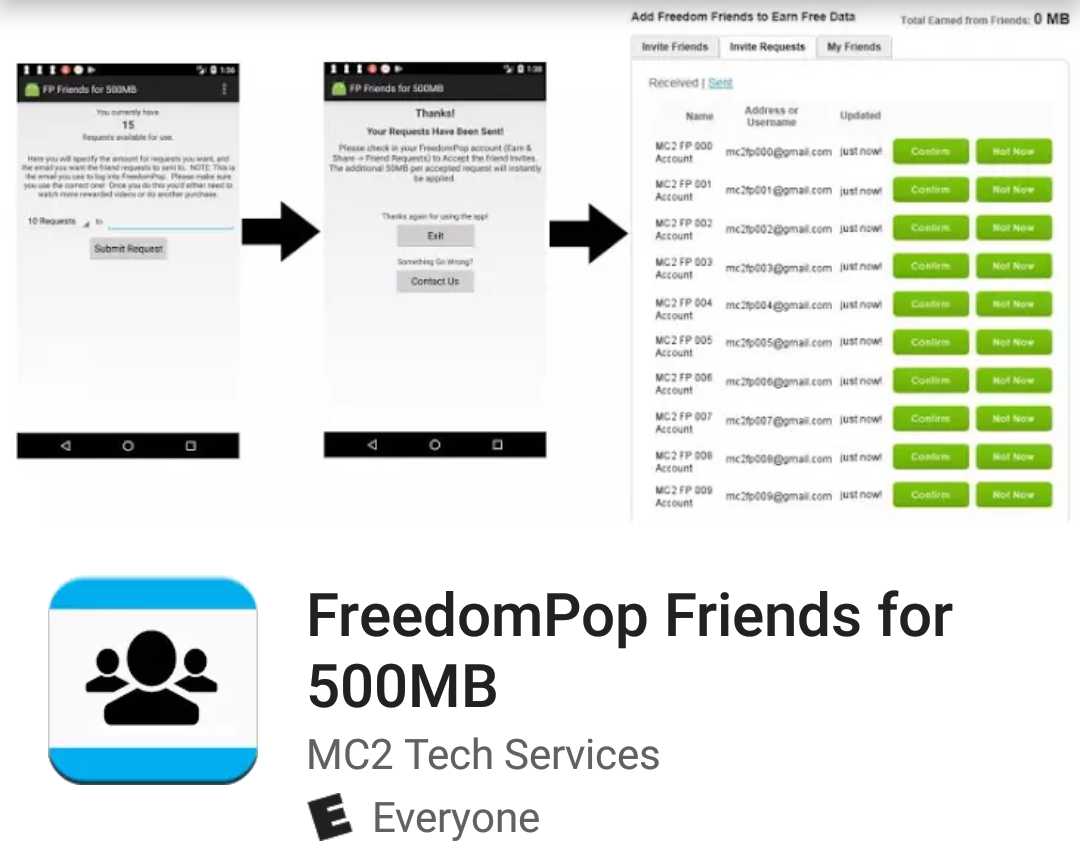 1:36
FP Friends for 500MB
You currently have
15
Requests available for use.
Here you will specify the amount for requests you want, and
the email you want the friend requests to sent to. NOTE: This is
the email you use to log into FreedomPop. Please make sure
you use the correct one! Once you do this you'd either need to
watch more rewarded videos or do another purchase.
10 Requests to
Submit Request
1:38
FP Friends for 500MB
Thanks!
Your Requests Have Been Sent!
Please check in your FreedomPop account (Earn &
Share -> Friend Requests) to Accept the friend invites.
The additional 50MB per accepted request will instantly
be applied.
Thanks again for using the app!
Exit
Something Go Wrong?
Contact Us
Add Freedom Friends to Earn Free Data Total Earned from Friends: 0 MB
Invite Friends Invite Requests My Friends
Received | Sent
Name Address or Username Updated
MC2 FP 000 Account mc2fp000@gmail.com just now! Confirm Not Now
MC2 FP 001 Account mc2fp001@gmail.com just now! Confirm Not Now
MC2 FP 002 Account mc2fp002@gmail.com just now! Confirm Not Now
MC2 FP 003 Account mc2fp003@gmail.com just now! Confirm Not Now
MC2 FP 004 Account mc2fp004@gmail.com just now! Confirm Not Now
MC2 FP 005 Account mc2fp005@gmail.com just now! Confirm Not Now
MC2 FP 006 Account mc2fp006@gmail.com just now! Confirm Not Now
MC2 FP 007 Account mc2fp007@gmail.com just now! Confirm Not Now
MC2 FP 008 Account mc2fp008@gmail.com just now! Confirm Not Now
MC2 FP 009 Account mc2fp009@gmail.com just now! Confirm Not Now
FreedomPop Friends for
500MB
MC2 Tech Services
E Everyone